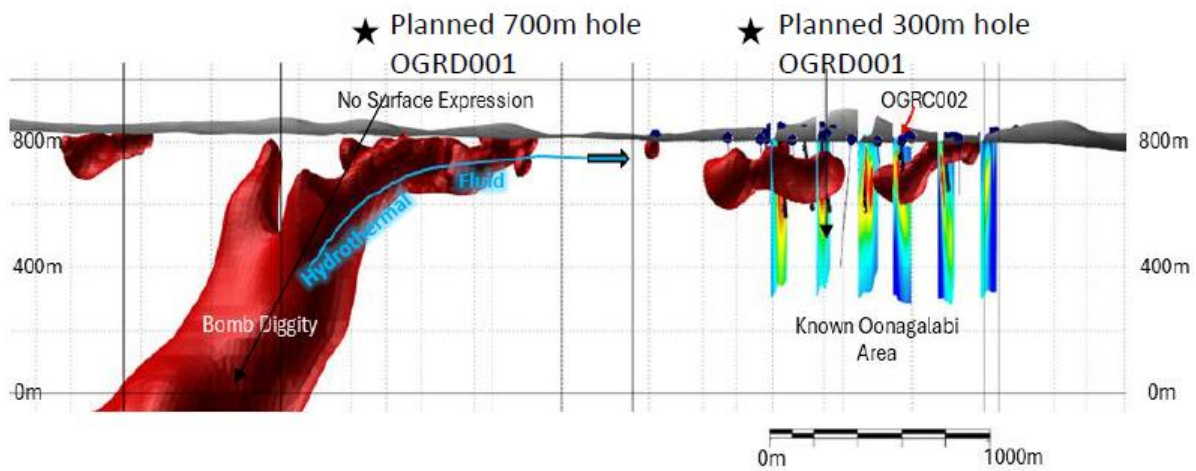 ★ Planned 700m hole
OGRD001
★ Planned 300m hole
OGRD001
No Surface Expression
OGRC002
800m
800m
Fluid
Hydrothermal
400m
400m
Bomb Diggity
Known Oonagalabi
Area
0m
0m
0m
1000m